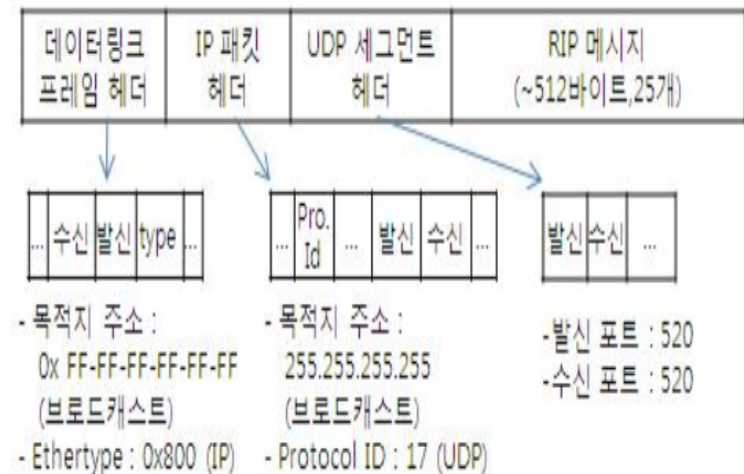 데이터링크
프레임 헤더
IP 패킷
헤더
UDP 세그먼트
헤더
RIP 메시지
(~512바이트,25개)
... 수신 발신 type ...
... Pro. Id ... 발신 수신 ...
발신 수신 ...
- 목적지 주소 :
0x FF-FF-FF-FF-FF-FF
(브로드캐스트)
- Ethertype : 0x800 (IP)
- 목적지 주소 :
255.255.255.255
(브로드캐스트)
- Protocol ID : 17 (UDP)
-발신 포트 : 520
-수신 포트 : 520